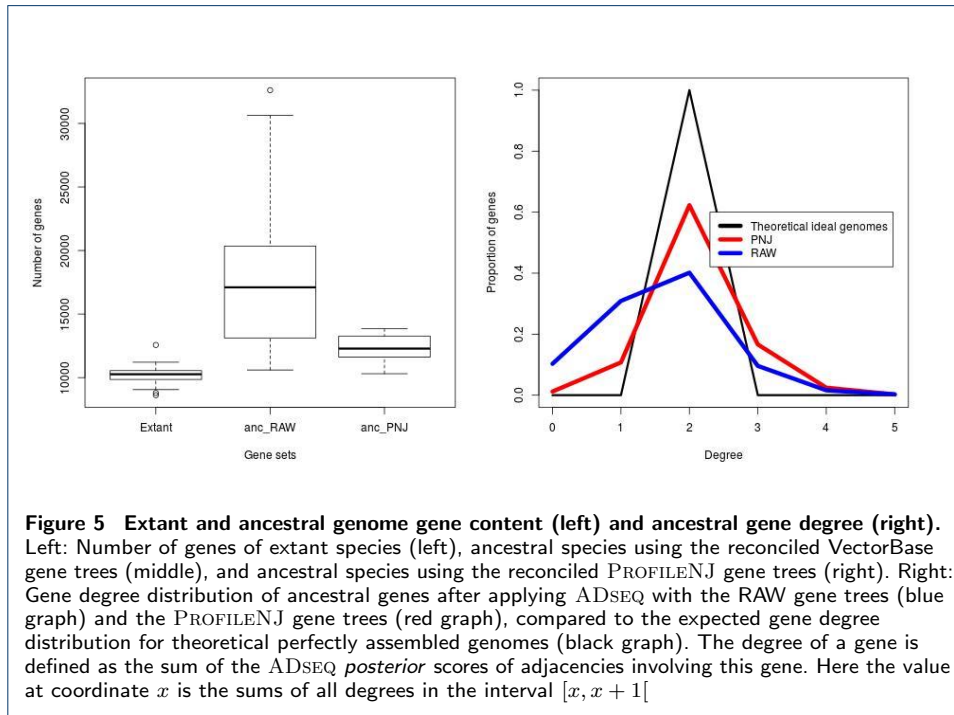 30000
25000
20000
15000
10000
Number of genes
Extant
anc_RAW
anc_PNJ
Gene sets
1.0
0.8
0.6
0.4
0.2
0.0
Proportion of genes
Theoretical ideal genomes
PNJ
RAW
0 1 2 3 4 5
Degree
Figure 5 Extant and ancestral genome gene content (left) and ancestral gene degree (right).
Left: Number of genes of extant species (left), ancestral species using the reconciled VectorBase
gene trees (middle), and ancestral species using the reconciled PROFILENJ gene trees (right). Right:
Gene degree distribution of ancestral genes after applying ADSEQ with the RAW gene trees (blue
graph) and the PROFILENJ gene trees (red graph), compared to the expected gene degree
distribution for theoretical perfectly assembled genomes (black graph). The degree of a gene is
defined as the sum of the ADSEQ posterior scores of adjacencies involving this gene. Here the value
at coordinate x is the sums of all degrees in the interval [x, x + 1[